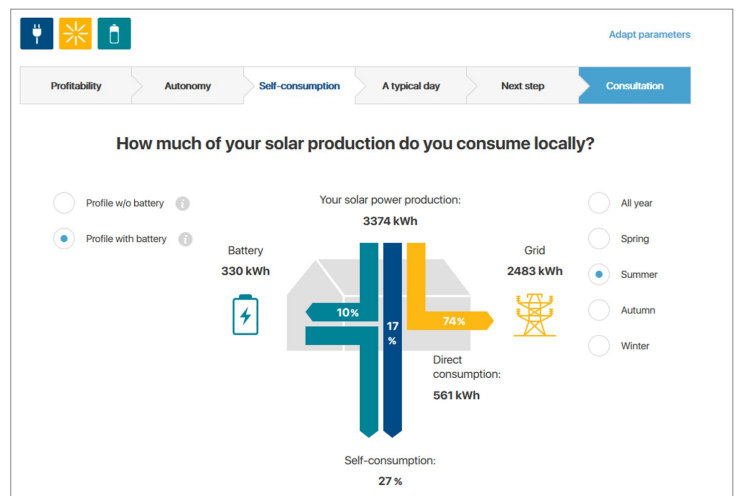 Adapt parameters
Profitability
Autonomy
Self-consumption
A typical day
Next step
Consultation
How much of your solar production do you consume locally?
Profile w/o battery i
Profile with battery i
Your solar power production:
3374 kWh
Battery
330 kWh
Grid
2483 kWh
10%
17
%
74%
Direct
consumption:
561 kWh
Self-consumption:
27 %
All year
Spring
Summer
Autumn
Winter